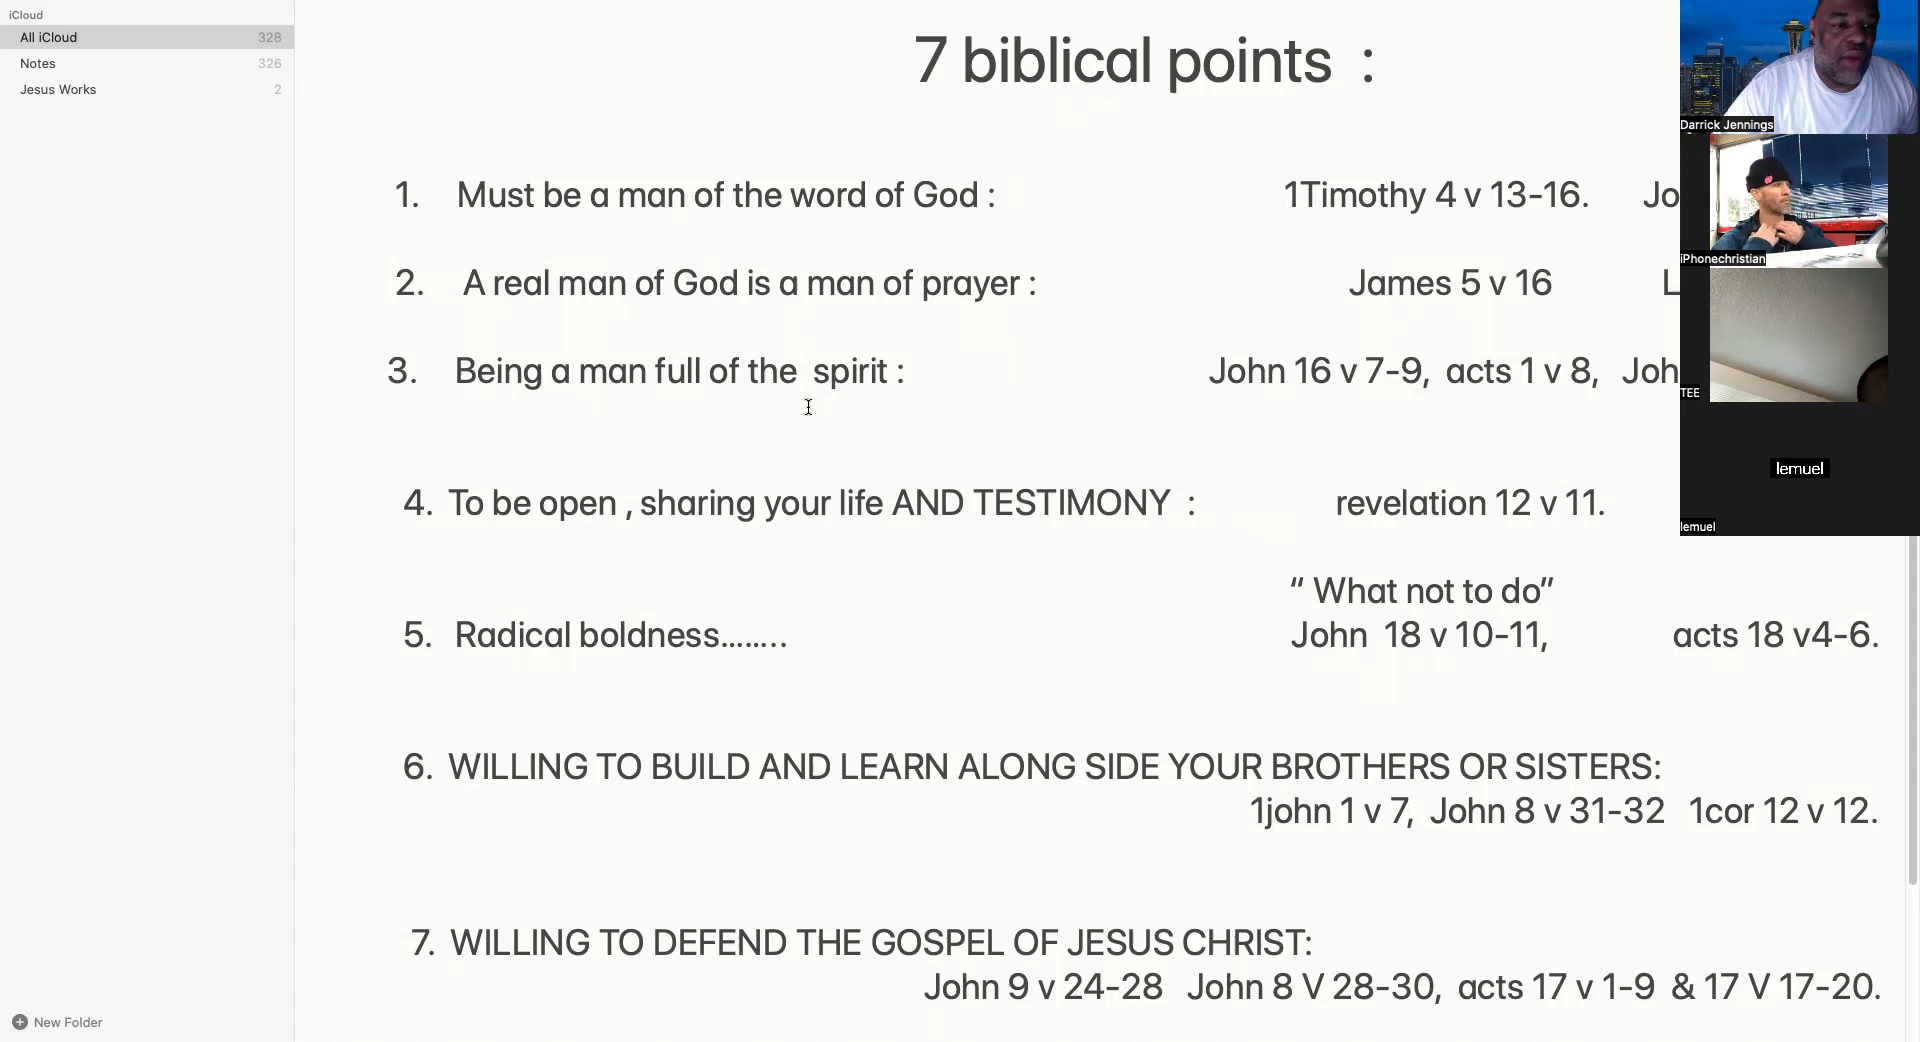 iCloud
All iCloud 328
Notes 326
Jesus Works 2
New Folder
7 biblical points :
1. Must be a man of the word of God : 1Timothy 4 v 13-16. Jo
2. A real man of God is a man of prayer : James 5 v 16 L
3. Being a man full of the spirit : John 16 v 7-9, acts 1 v 8, Joh
4. To be open , sharing your life AND TESTIMONY : revelation 12 v 11.
“ What not to do”
5. Radical boldness........ John 18 v 10-11, acts 18 v4-6.
6. WILLING TO BUILD AND LEARN ALONG SIDE YOUR BROTHERS OR SISTERS:
1john 1 v 7, John 8 v 31-32 1cor 12 v 12.
7. WILLING TO DEFEND THE GOSPEL OF JESUS CHRIST:
John 9 v 24-28 John 8 V 28-30, acts 17 v 1-9 & 17 V 17-20.
Darrick Jennings
iPhonechristian
TEE
lemuel
lemuel